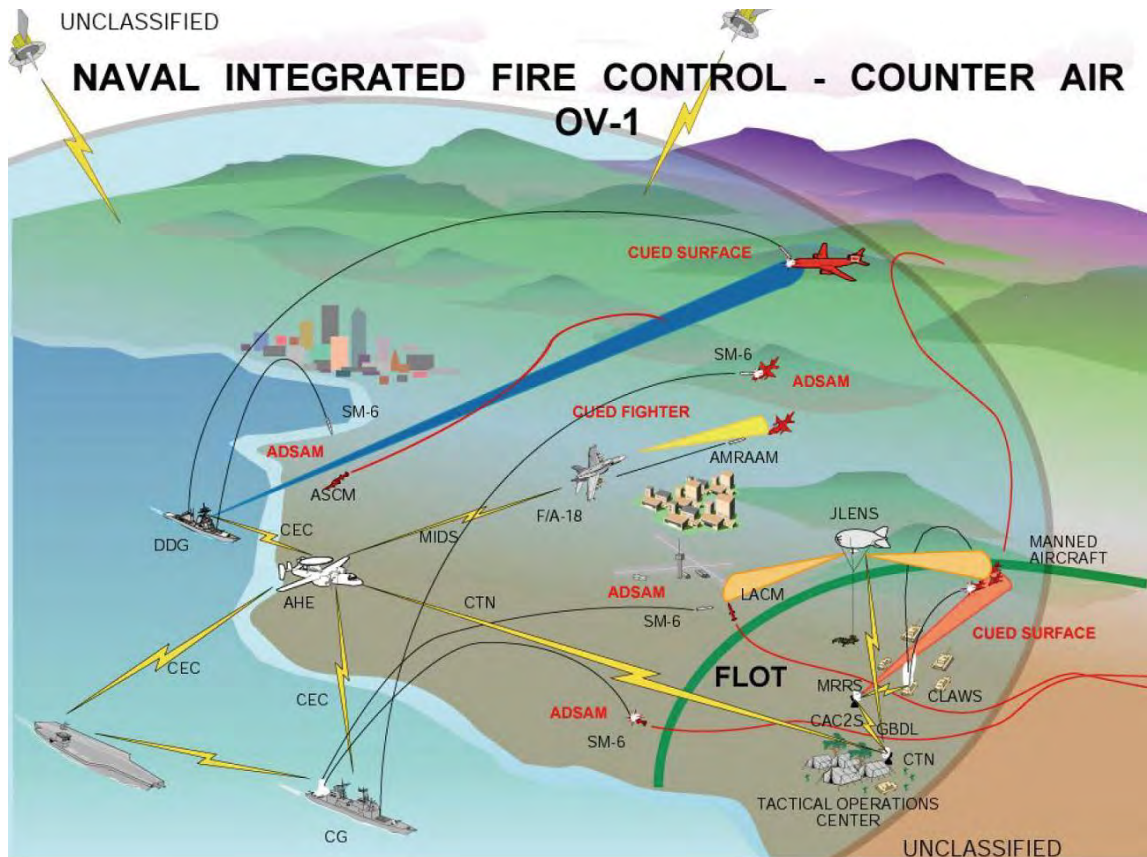 UNCLASSIFIED
NAVAL INTEGRATED FIRE CONTROL - COUNTER AIR
OV-1
CUED SURFACE
SM-6
ADSAM
SM-6
CUED FIGHTER
ADSAM
AMRAAM
ASCM
F/A-18
JLENS
DDG
CEC
MIDS
MANNED
AIRCRAFT
AHE
CTN
ADSAM
LACM
SM-6
CUED SURFACE
CEC
FLOT
MRRS
CLAWS
CEC
ADSAM
CAC2S
GBDL
SM-6
CTN
TACTICAL OPERATIONS
CENTER
CG
UNCLASSIFIED